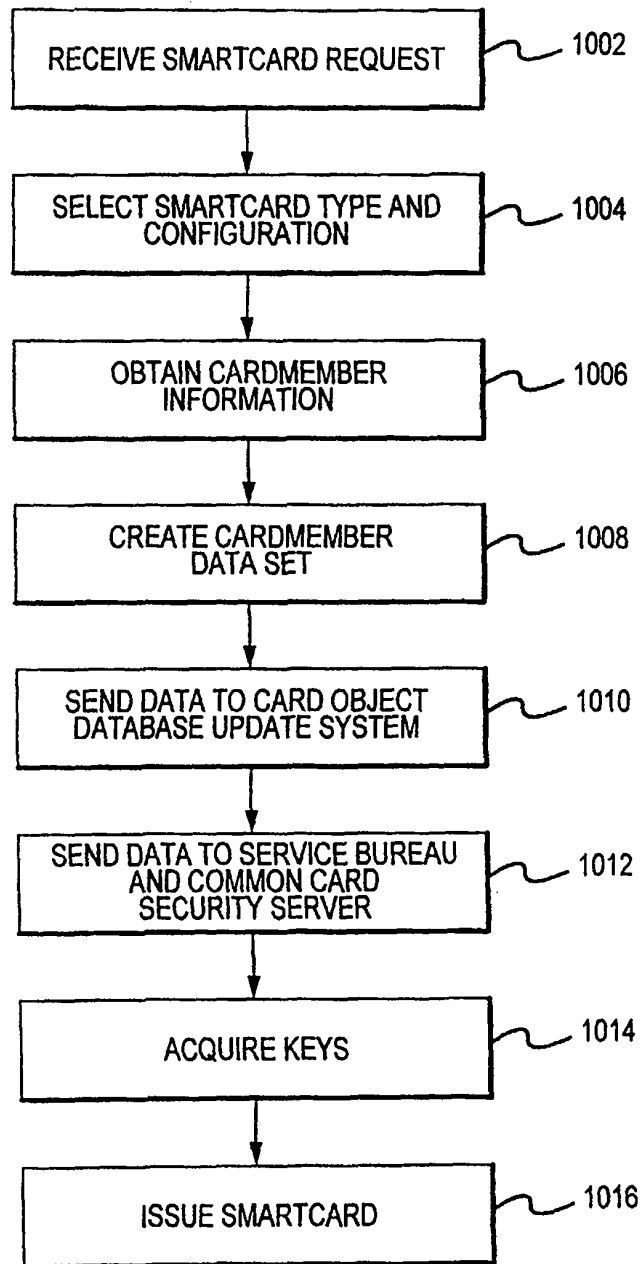 RECEIVE SMARTCARD REQUEST
1002
SELECT SMARTCARD TYPE AND
CONFIGURATION
1004
OBTAIN CARDMEMBER
INFORMATION
1006
CREATE CARDMEMBER
DATA SET
1008
SEND DATA TO CARD OBJECT
DATABASE UPDATE SYSTEM
1010
SEND DATA TO SERVICE BUREAU
AND COMMON CARD
SECURITY SERVER
1012
ACQUIRE KEYS
1014
ISSUE SMARTCARD
1016